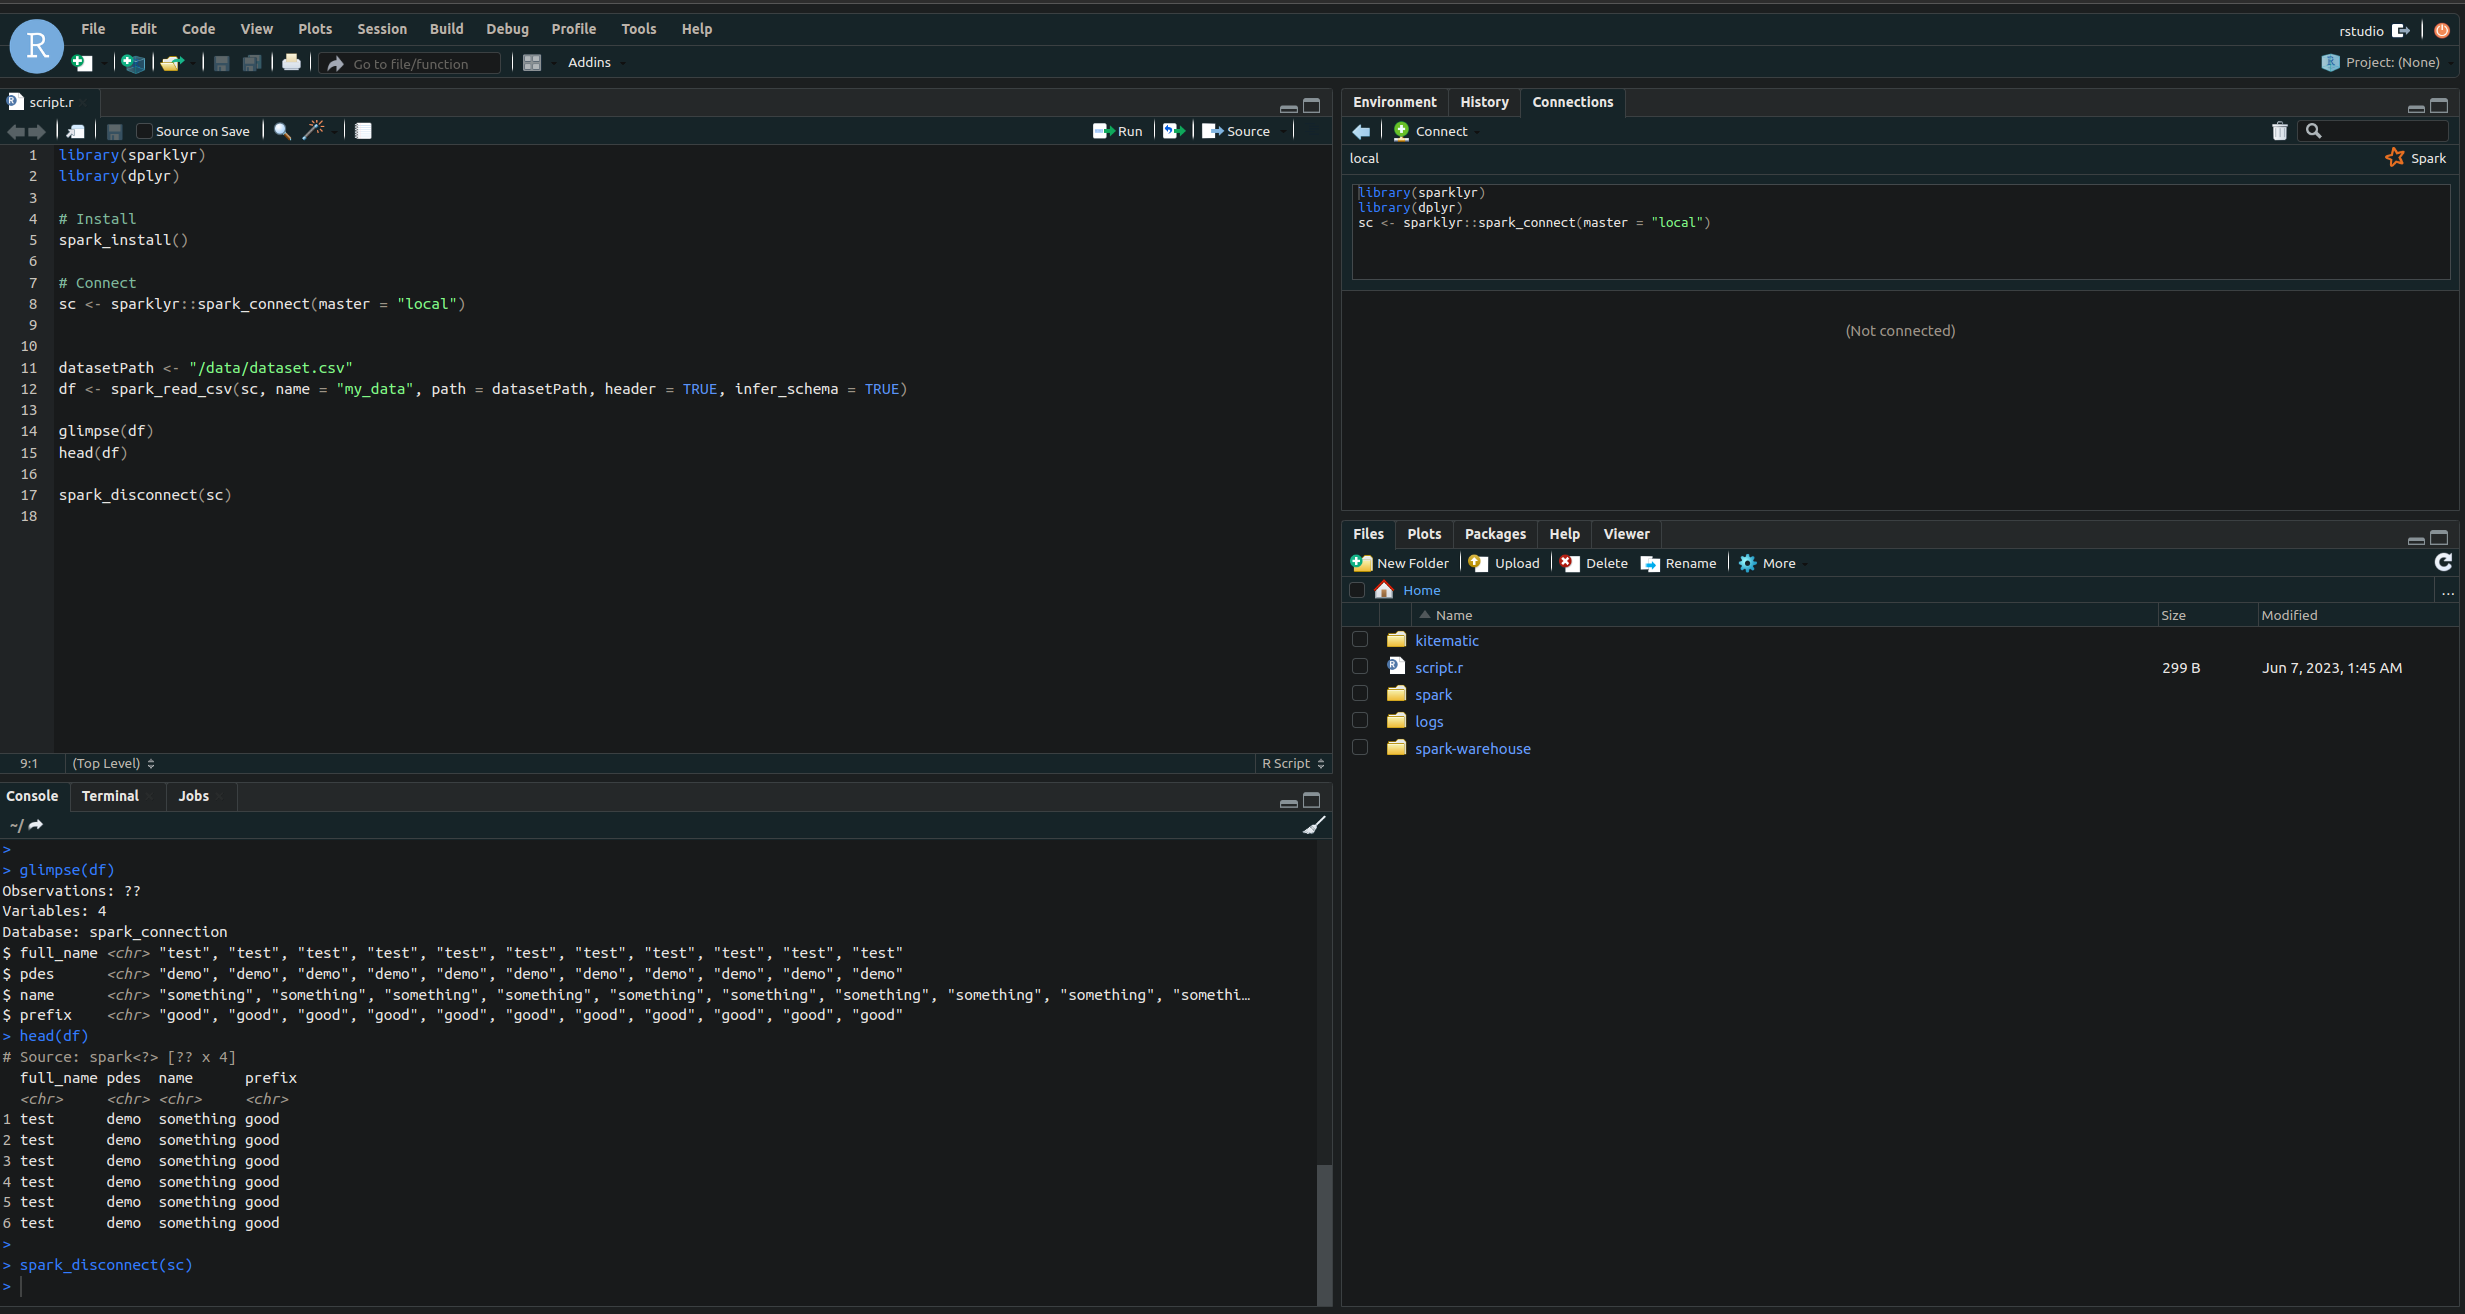 R File Edit Code View Plots Session Build Debug Profile Tools Help rstudio
Go to file/function Addins Project: (None)
script.r
Source on Save Run Source
1 library(sparklyr)
2 library(dplyr)
3
4 # Install
5 spark_install()
6
7 # Connect
8 sc <- sparklyr::spark_connect(master = "local")
9
10
11 datasetPath <- "/data/dataset.csv"
12 df <- spark_read_csv(sc, name = "my_data", path = datasetPath, header = TRUE, infer_schema = TRUE)
13
14 glimpse(df)
15 head(df)
16
17 spark_disconnect(sc)
18
9:1 (Top Level) R Script
Console Terminal Jobs
~/
>
> glimpse(df)
Observations: ??
Variables: 4
Database: spark_connection
$ full_name <chr> "test", "test", "test", "test", "test", "test", "test", "test", "test", "test", "test"
$ pdes <chr> "demo", "demo", "demo", "demo", "demo", "demo", "demo", "demo", "demo", "demo", "demo"
$ name <chr> "something", "something", "something", "something", "something", "something", "something", "something", "something", "somethi…
$ prefix <chr> "good", "good", "good", "good", "good", "good", "good", "good", "good", "good", "good"
> head(df)
# Source: spark<?> [?? x 4]
full_name pdes name prefix
<chr> <chr> <chr> <chr>
1 test demo something good
2 test demo something good
3 test demo something good
4 test demo something good
5 test demo something good
6 test demo something good
>
> spark_disconnect(sc)
>
Environment History Connections
Connect
local Spark
library(sparklyr)
library(dplyr)
sc <- sparklyr::spark_connect(master = "local")
(Not connected)
Files Plots Packages Help Viewer
New Folder Upload Delete Rename More
Home ...
Name Size Modified
kitematic
script.r 299 B Jun 7, 2023, 1:45 AM
spark
logs
spark-warehouse